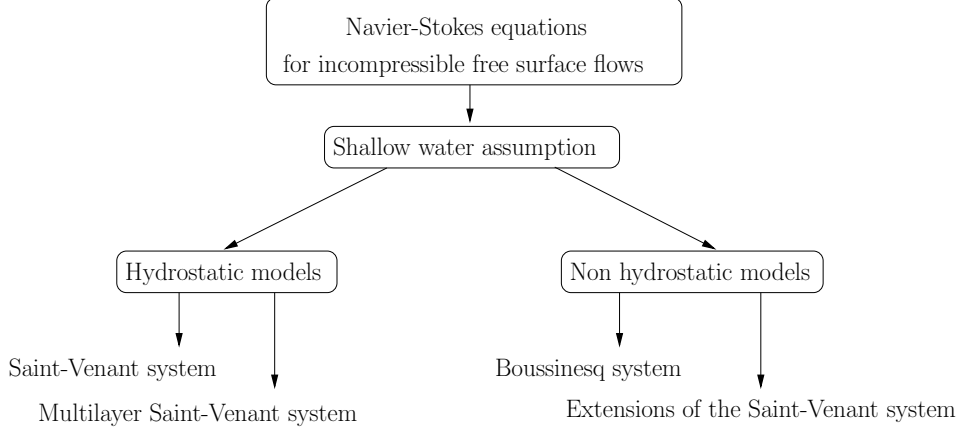 Navier-Stokes equations
for incompressible free surface flows
Shallow water assumption
Hydrostatic models
Non hydrostatic models
Saint-Venant system
Boussinesq system
Multilayer Saint-Venant system
Extensions of the Saint-Venant system